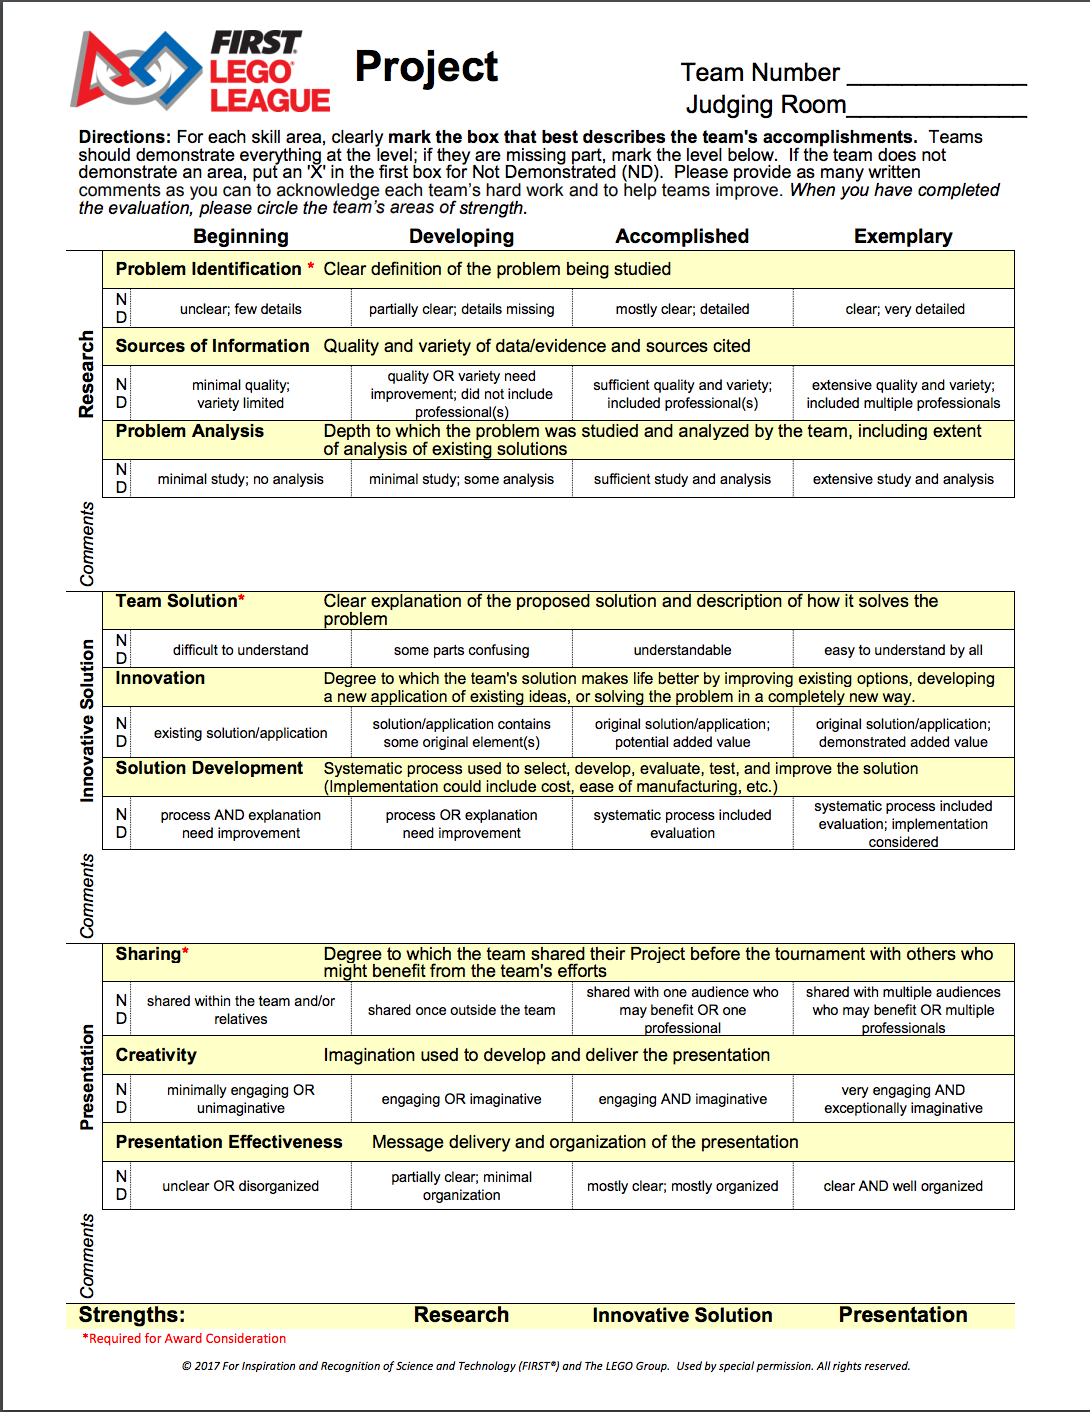 FIRST
LEGO
LEAGUE
Project
Team Number ____________
Judging Room____________
Directions: For each skill area, clearly mark the box that best describes the team's accomplishments. Teams
should demonstrate everything at the level; if they are missing part, mark the level below. If the team does not
demonstrate an area, put an 'X' in the first box for Not Demonstrated (ND). Please provide as many written
comments as you can to acknowledge each team's hard work and to help teams improve. When you have completed
the evaluation, please circle the team's areas of strength.
Beginning Developing Accomplished Exemplary
Research
Problem Identification * Clear definition of the problem being studied
N
D
unclear; few details
partially clear; details missing
mostly clear; detailed
clear; very detailed
Sources of Information Quality and variety of data/evidence and sources cited
N
D
minimal quality;
variety limited
quality OR variety need
improvement; did not include
professional(s)
sufficient quality and variety;
included professional(s)
extensive quality and variety;
included multiple professionals
Problem Analysis Depth to which the problem was studied and analyzed by the team, including extent
of analysis of existing solutions
N
D
minimal study; no analysis
minimal study; some analysis
sufficient study and analysis
extensive study and analysis
Comments
Innovative Solution
Team Solution* Clear explanation of the proposed solution and description of how it solves the
problem
N
D
difficult to understand
some parts confusing
understandable
easy to understand by all
Innovation Degree to which the team's solution makes life better by improving existing options, developing
a new application of existing ideas, or solving the problem in a completely new way.
N
D
existing solution/application
solution/application contains
some original element(s)
original solution/application;
potential added value
original solution/application;
demonstrated added value
Solution Development Systematic process used to select, develop, evaluate, test, and improve the solution
(Implementation could include cost, ease of manufacturing, etc.)
N
D
process AND explanation
need improvement
process OR explanation
need improvement
systematic process included
evaluation
systematic process included
evaluation; implementation
considered
Comments
Presentation
Sharing* Degree to which the team shared their Project before the tournament with others who
might benefit from the team's efforts
N
D
shared within the team and/or
relatives
shared once outside the team
shared with one audience who
may benefit OR one
professional
shared with multiple audiences
who may benefit OR multiple
professionals
Creativity Imagination used to develop and deliver the presentation
N
D
minimally engaging OR
unimaginative
engaging OR imaginative
engaging AND imaginative
very engaging AND
exceptionally imaginative
Presentation Effectiveness Message delivery and organization of the presentation
N
D
unclear OR disorganized
partially clear; minimal
organization
mostly clear; mostly organized
clear AND well organized
Comments
Strengths: Research Innovative Solution Presentation
*Required for Award Consideration
© 2017 For Inspiration and Recognition of Science and Technology (FIRST®) and The LEGO Group. Used by special permission. All rights reserved.